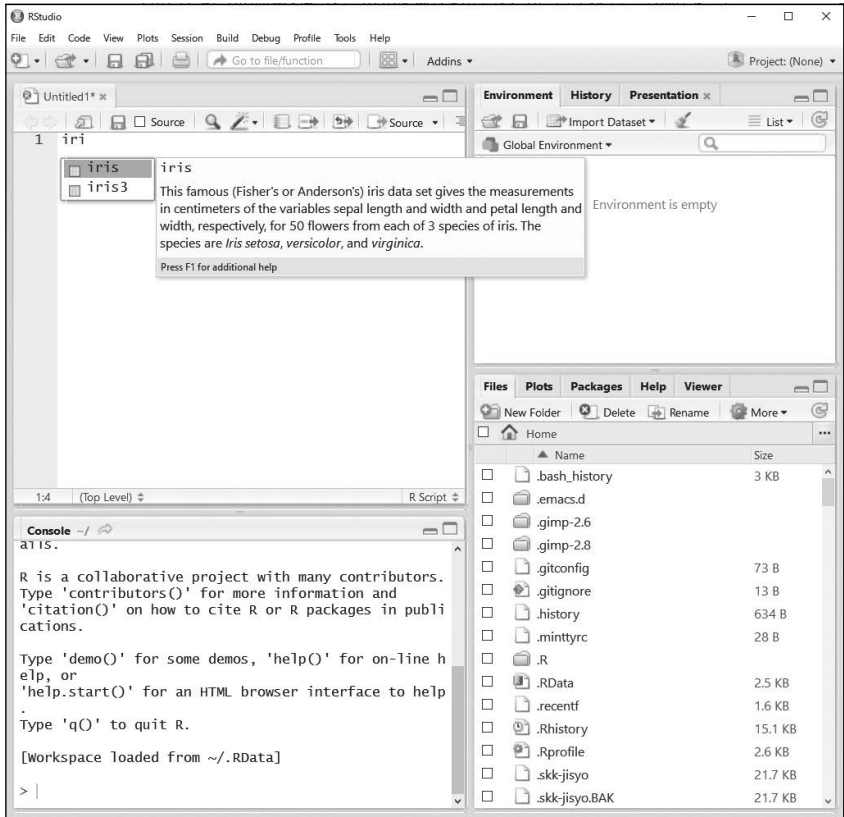 RStudio
File Edit Code View Plots Session Build Debug Profile Tools Help
Go to file/function
Addins
Project: (None)
Untitled1*
Source
Source
1 iri
iris
iris3
iris
This famous (Fisher's or Anderson's) iris data set gives the measurements
in centimeters of the variables sepal length and width and petal length and
width, respectively, for 50 flowers from each of 3 species of iris. The
species are Iris setosa, versicolor, and virginica.
Press F1 for additional help
1:4 (Top Level) R Script
Console ~/
ails.
R is a collaborative project with many contributors.
Type 'contributors()' for more information and
'citation()' on how to cite R or R packages in publi
cations.
Type 'demo()' for some demos, 'help()' for on-line h
elp, or
'help.start()' for an HTML browser interface to help
.
Type 'q()' to quit R.
[Workspace loaded from ~/.RData]
>
Environment History Presentation
Import Dataset List
Global Environment
Environment is empty
Files Plots Packages Help Viewer
New Folder Delete Rename More
Home ...
Name Size
.bash_history 3 KB
.emacs.d
.gimp-2.6
.gimp-2.8
.gitconfig 73 B
.gitignore 13 B
.history 634 B
.minttyrc 28 B
.R
.RData 2.5 KB
.recentf 1.6 KB
.Rhistory 15.1 KB
.Rprofile 2.6 KB
.skk-jisyo 21.7 KB
.skk-jisyo.BAK 21.7 KB